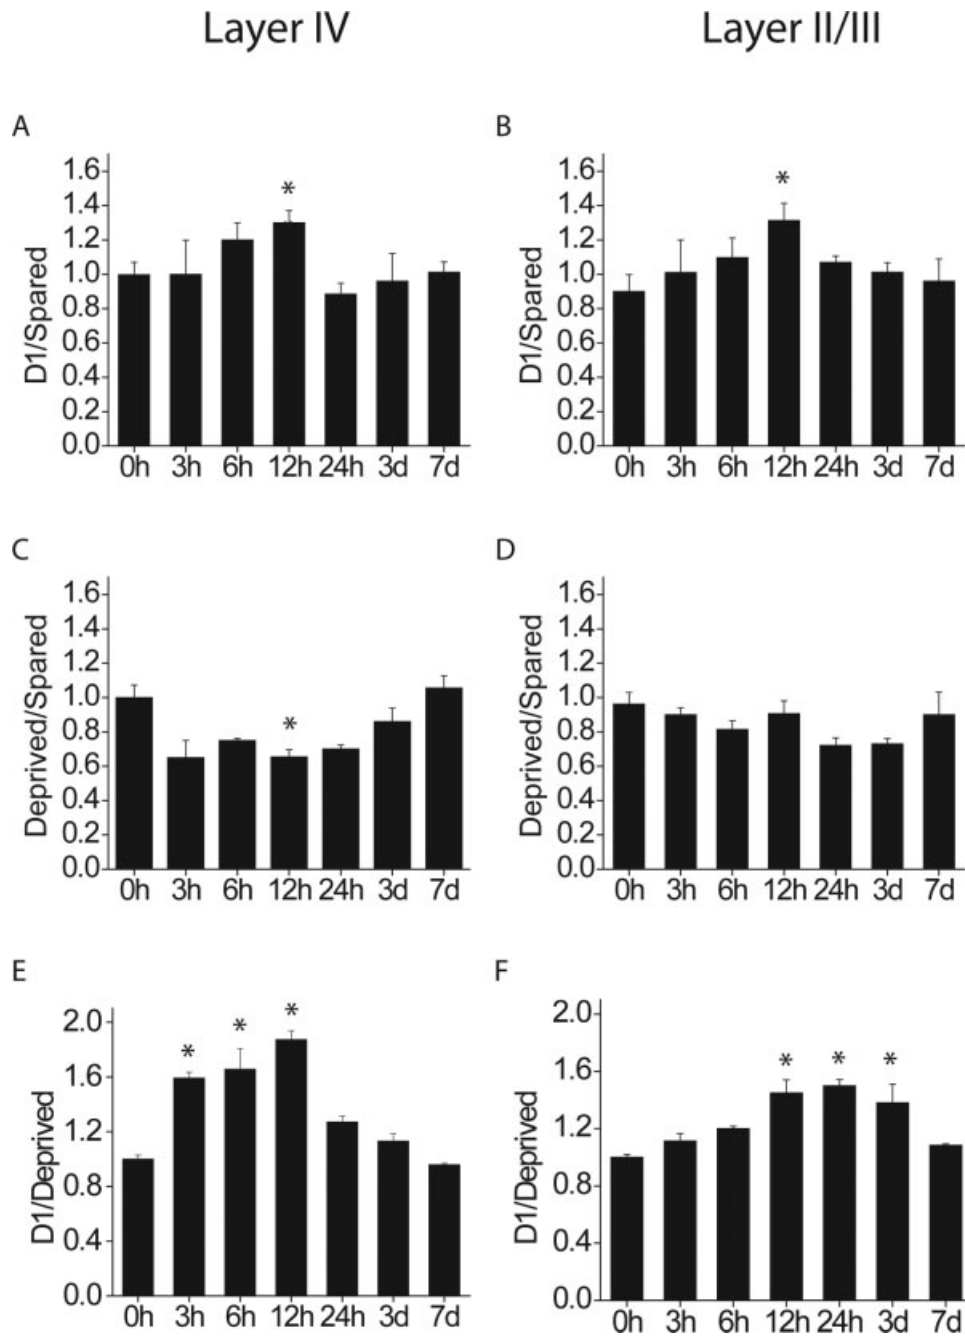 Layer IV
Layer II/III
A
B
D1/Spared
1.6
1.4
1.2
1.0
0.8
0.6
0.4
0.2
0.0
*
0h 3h 6h 12h 24h 3d 7d
D1/Spared
1.6
1.4
1.2
1.0
0.8
0.6
0.4
0.2
0.0
*
0h 3h 6h 12h 24h 3d 7d
C
D
Deprived/Spared
1.6
1.4
1.2
1.0
0.8
0.6
0.4
0.2
0.0
*
0h 3h 6h 12h 24h 3d 7d
Deprived/Spared
1.6
1.4
1.2
1.0
0.8
0.6
0.4
0.2
0.0
0h 3h 6h 12h 24h 3d 7d
E
F
D1/Deprived
2.0
1.6
1.2
0.8
0.4
0.0
* * *
0h 3h 6h 12h 24h 3d 7d
D1/Deprived
2.0
1.6
1.2
0.8
0.4
0.0
* * *
0h 3h 6h 12h 24h 3d 7d